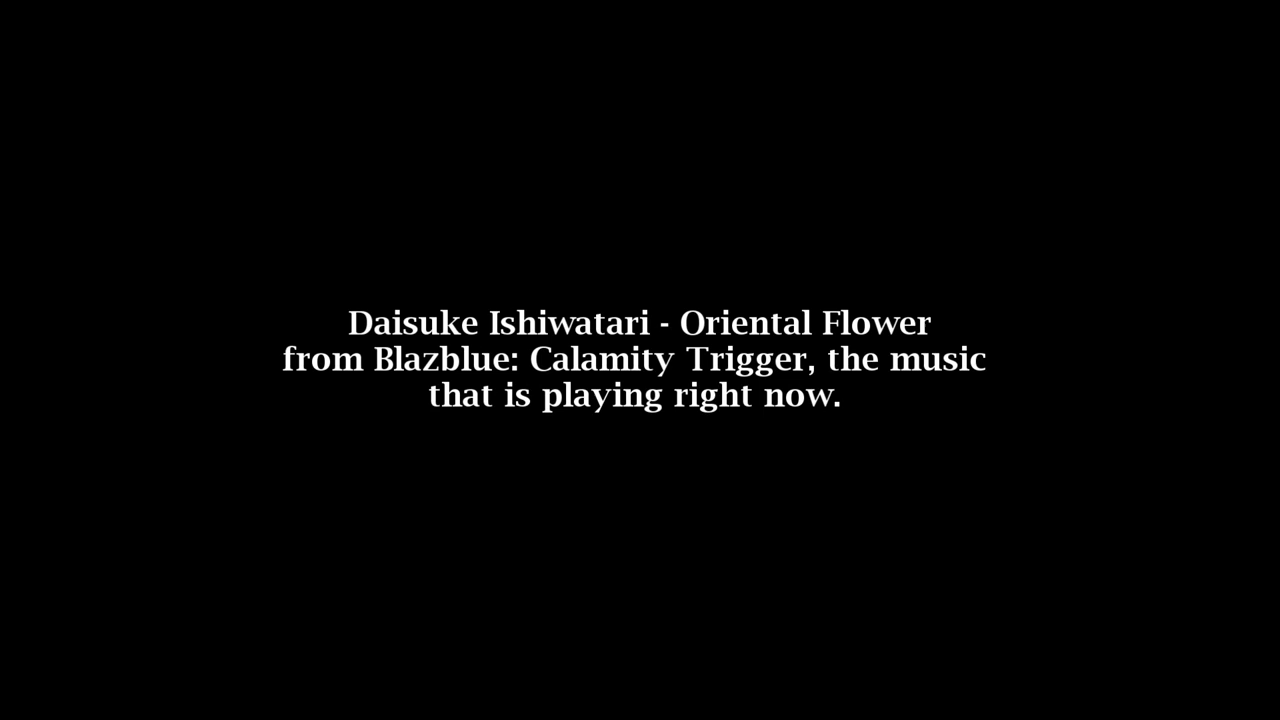 Daisuke Ishiwatari - Oriental Flower
from Blazblue: Calamity Trigger, the music
that is playing right now.